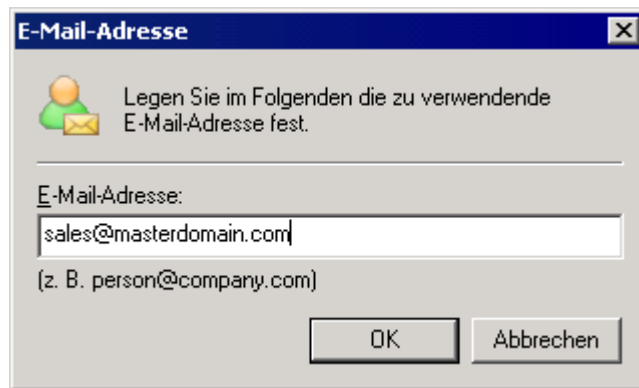 E-Mail-Adresse
Legen Sie im Folgenden die zu verwendende
E-Mail-Adresse fest.
E-Mail-Adresse:
sales@masterdomain.com
(z. B. person@company.com)
OK
Abbrechen